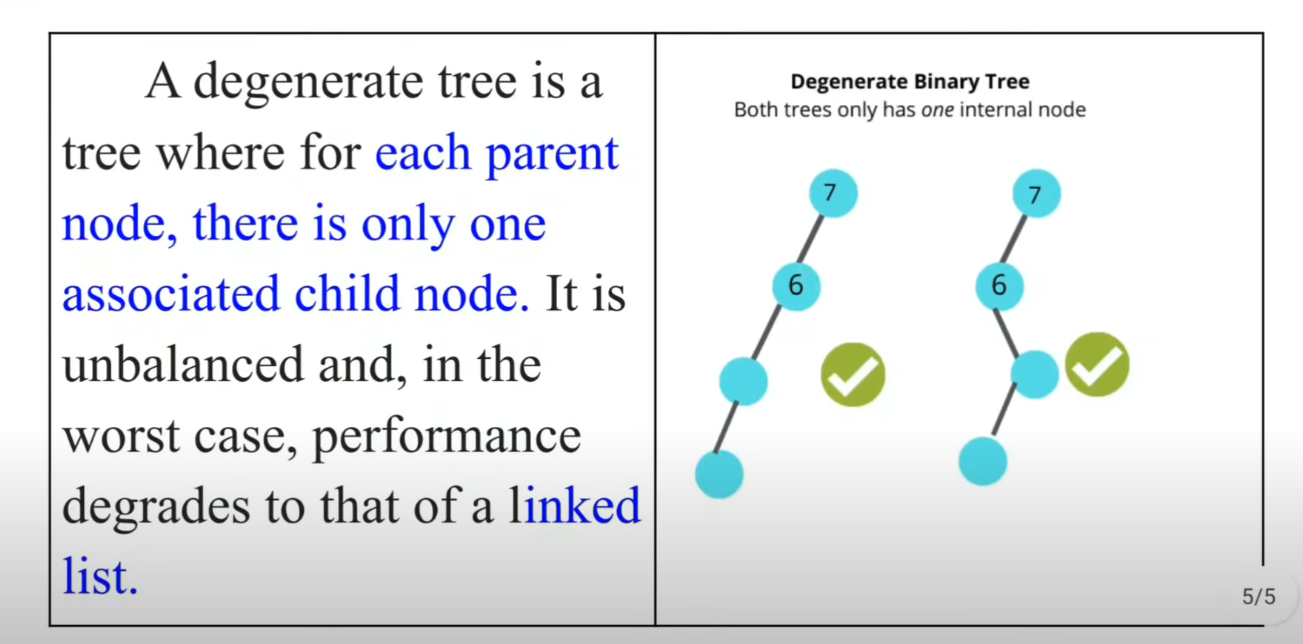 A degenerate tree is a
tree where for each parent
node, there is only one
associated child node. It is
unbalanced and, in the
worst case, performance
degrades to that of a linked
list.
Degenerate Binary Tree
Both trees only has one internal node
7
7
6
6
5/5